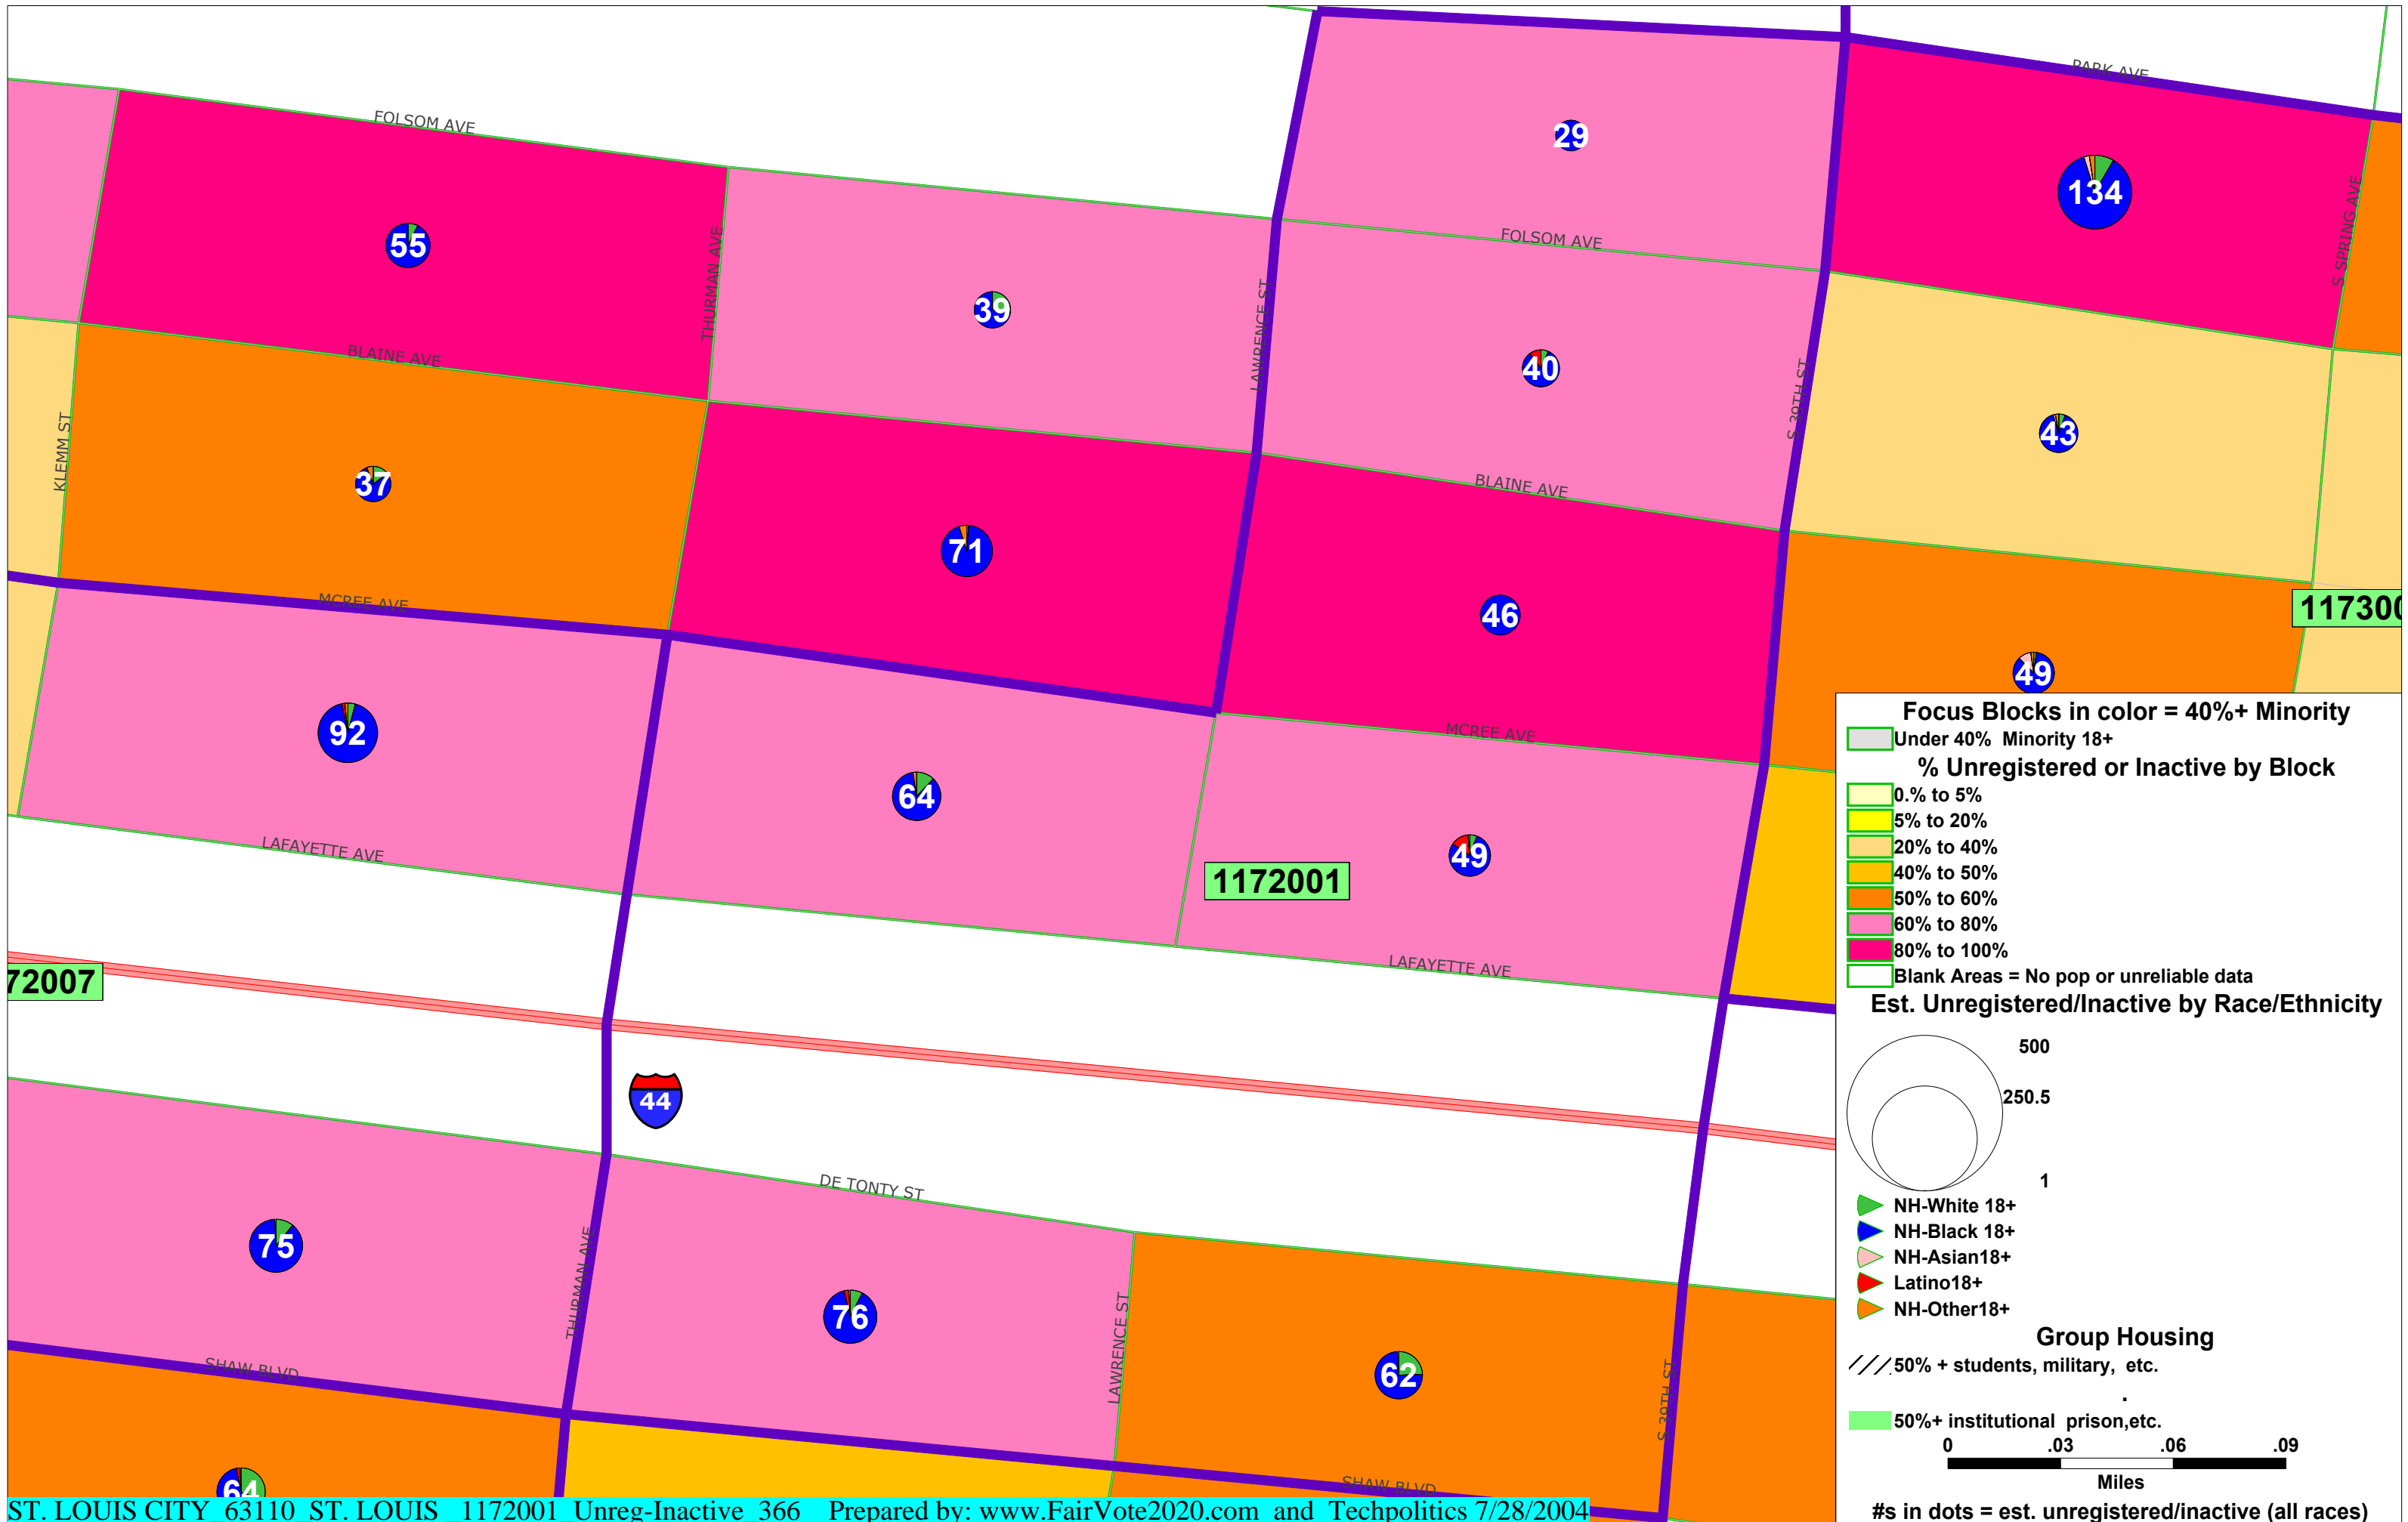 PARK AVE
FOLSOM AVE
29
134
S SPRING AVE
55
THURMAN AVE
FOLSOM AVE
39
LAWRENCE ST
40
S 39TH ST
BLAINE AVE
43
KLEMM ST
37
BLAINE AVE
71
46
117300
MCREE AVE
49
92
MCREE AVE
64
49
LAFAYETTE AVE
1172001
LAFAYETTE AVE
72007
44
DE TONTY ST
75
THURMAN AVE
76
LAWRENCE ST
62
S 39TH ST
SHAW BLVD
64
SHAW BLVD
Focus Blocks in color = 40%+ Minority
Under 40% Minority 18+
% Unregistered or Inactive by Block
0.% to 5%
5% to 20%
20% to 40%
40% to 50%
50% to 60%
60% to 80%
80% to 100%
Blank Areas = No pop or unreliable data
Est. Unregistered/Inactive by Race/Ethnicity
500
250.5
1
NH-White 18+
NH-Black 18+
NH-Asian18+
Latino18+
NH-Other18+
Group Housing
50% + students, military, etc.
.
50%+ institutional prison,etc.
0 .03 .06 .09
Miles
#s in dots = est. unregistered/inactive (all races)
ST. LOUIS CITY 63110 ST. LOUIS 1172001 Unreg-Inactive 366 Prepared by: www.FairVote2020.com and Techpolitics 7/28/2004